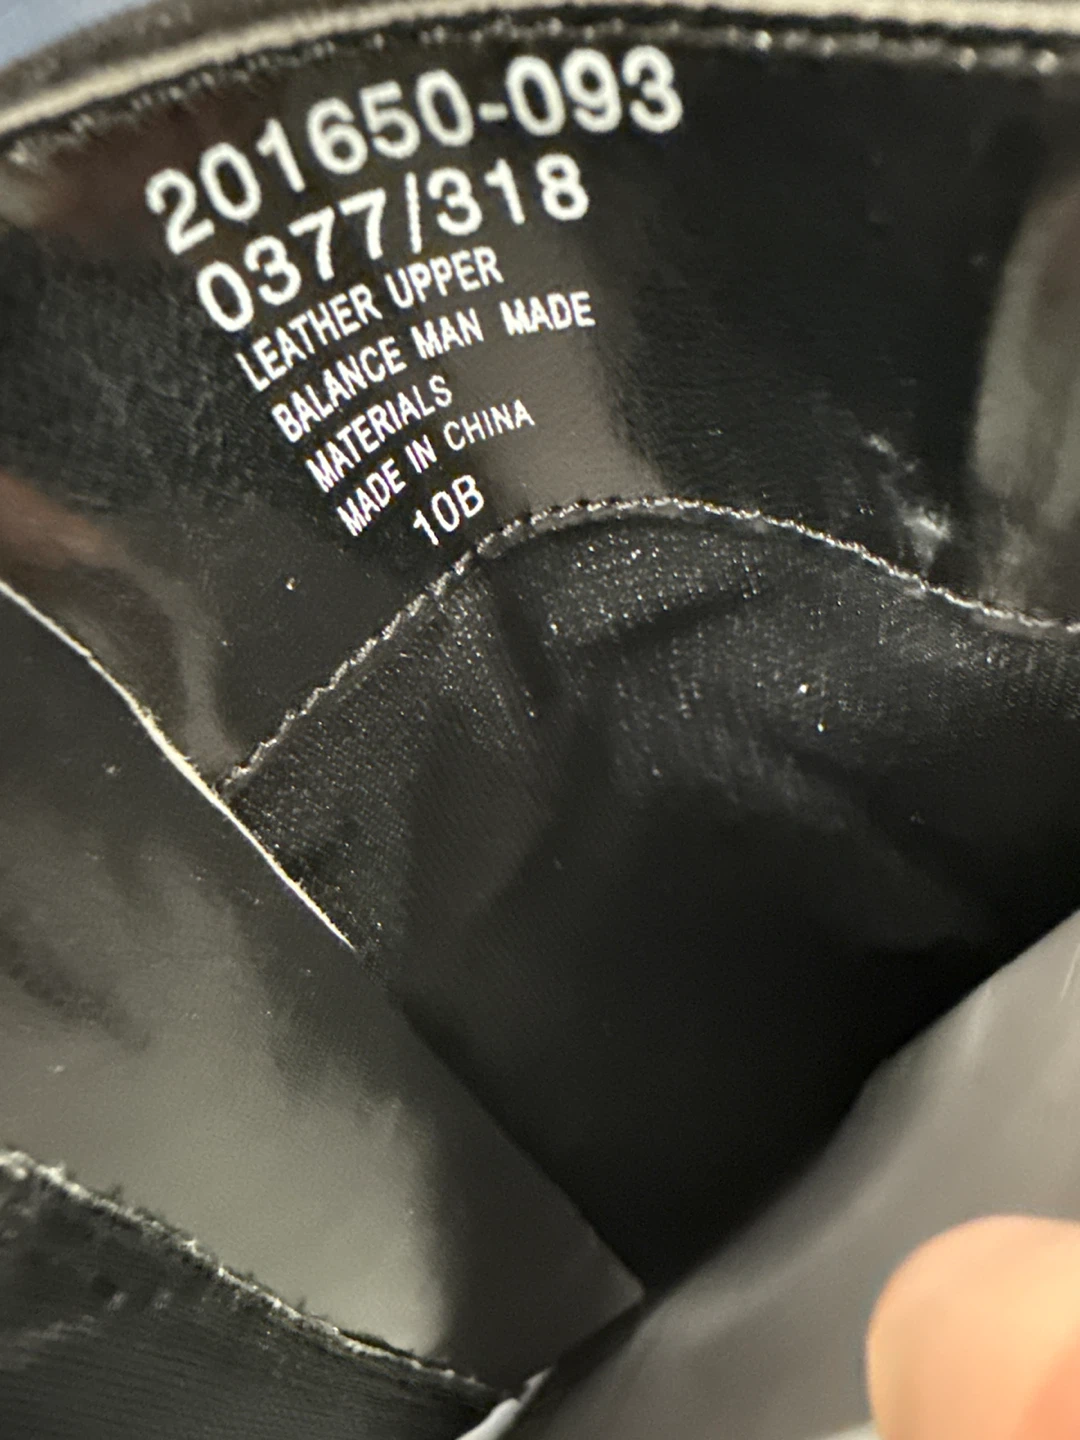 201650-093
0377/318
LEATHER UPPER
BALANCE MAN MADE
MATERIALS
MADE IN CHINA
10B